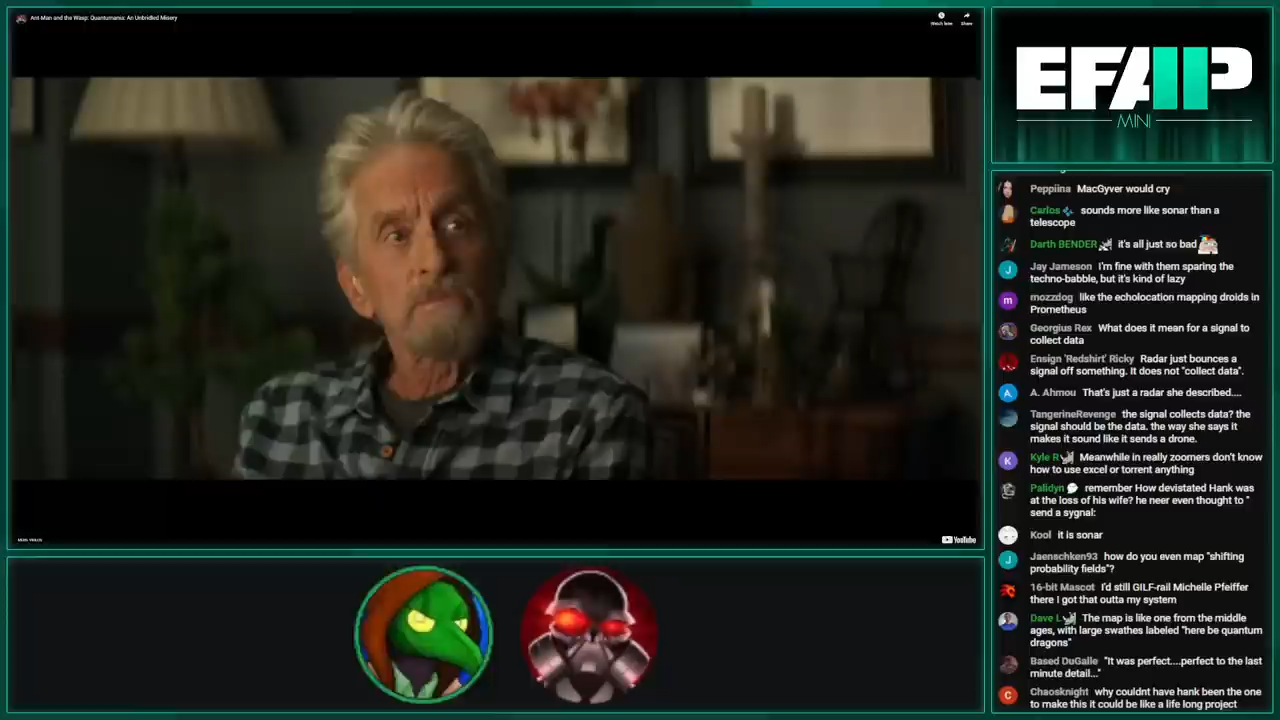 Ant-Man and the Wasp: Quantumania: An Unbridled Misery
Watch later
Share
EFAP
MINI
Peppiina MacGyver would cry
Carlos sounds more like sonar than a
telescope
Darth BENDER it's all just so bad
Jay Jameson I'm fine with them sparing the
techno-babble, but it's kind of lazy
mozzdog like the echolocation mapping droids in
Prometheus
Georgius Rex What does it mean for a signal to
collect data
Ensign 'Redshirt' Ricky Radar just bounces a
signal off something. It does not "collect data".
A. Ahmou That's just a radar she described....
TangerineRevenge the signal collects data? the
signal should be the data. the way she says it
makes it sound like it sends a drone.
Kyle R Meanwhile in really zoomers don't know
how to use excel or torrent anything
Palidyn remember How devistated Hank was
at the loss of his wife? he neer even thought to "
send a sygnal:
Kool it is sonar
Jaenschken93 how do you even map "shifting
probability fields"?
16-bit Mascot I'd still GILF-rail Michelle Pfeiffer
there I got that outta my system
Dave L The map is like one from the middle
ages, with large swathes labeled "here be quantum
dragons"
Based DuGalle "It was perfect....perfect to the last
minute detail..."
Chaosknight why couldnt have hank been the one
to make this it could be like a life long project
MORE VIDEOS
YouTube